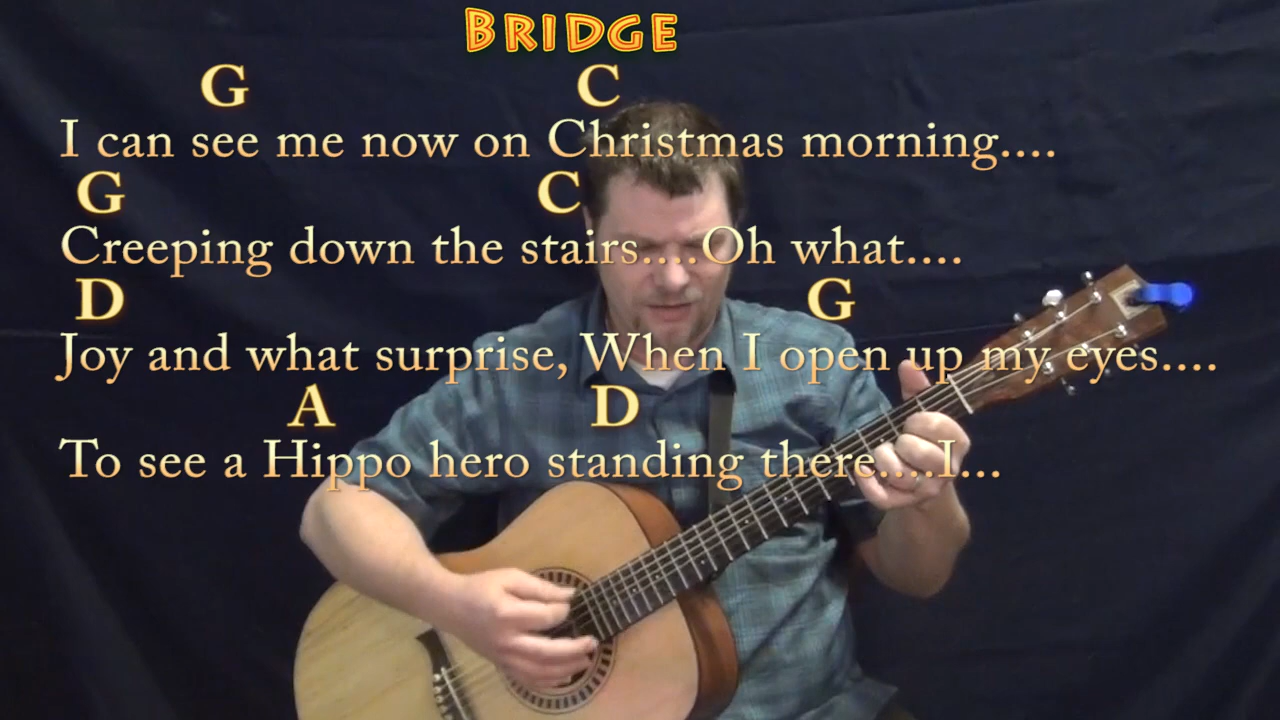 BRIDGE
G C
I can see me now on Christmas morning....
G C
Creeping down the stairs....Oh what....
D G
Joy and what surprise, When I open up my eyes....
A D
To see a Hippo hero standing there....I...